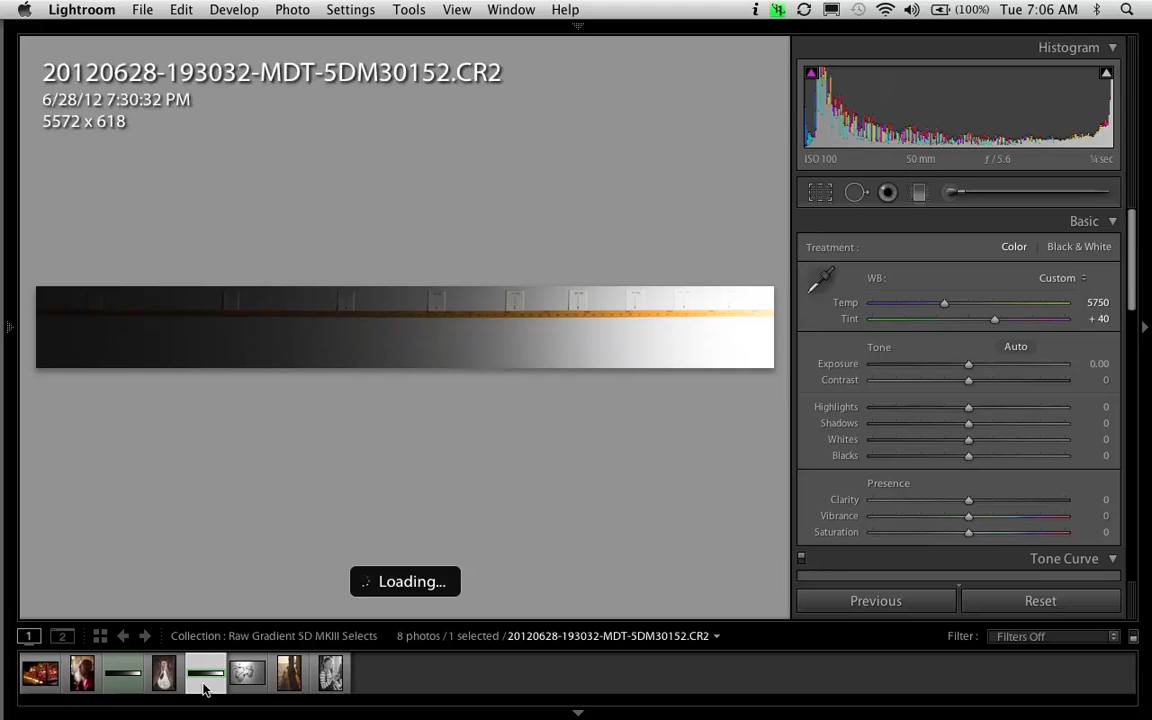 Lightroom File Edit Develop Photo Settings Tools View Window Help (100%) Tue 7:06 AM
20120628-193032-MDT-5DM30152.CR2
6/28/12 7:30:32 PM
5572 x 618
Histogram
ISO 100 50 mm ƒ / 5.6 ¼ sec
Basic
Treatment : Color Black & White
WB : Custom
Temp 5750
Tint + 40
Tone Auto
Exposure 0.00
Contrast 0
Highlights 0
Shadows 0
Whites 0
Blacks 0
Presence
Clarity 0
Vibrance 0
Saturation 0
Tone Curve
Loading...
Previous Reset
1 2 Collection : Raw Gradient 5D MKIII Selects 8 photos / 1 selected / 20120628-193032-MDT-5DM30152.CR2 Filter : Filters Off